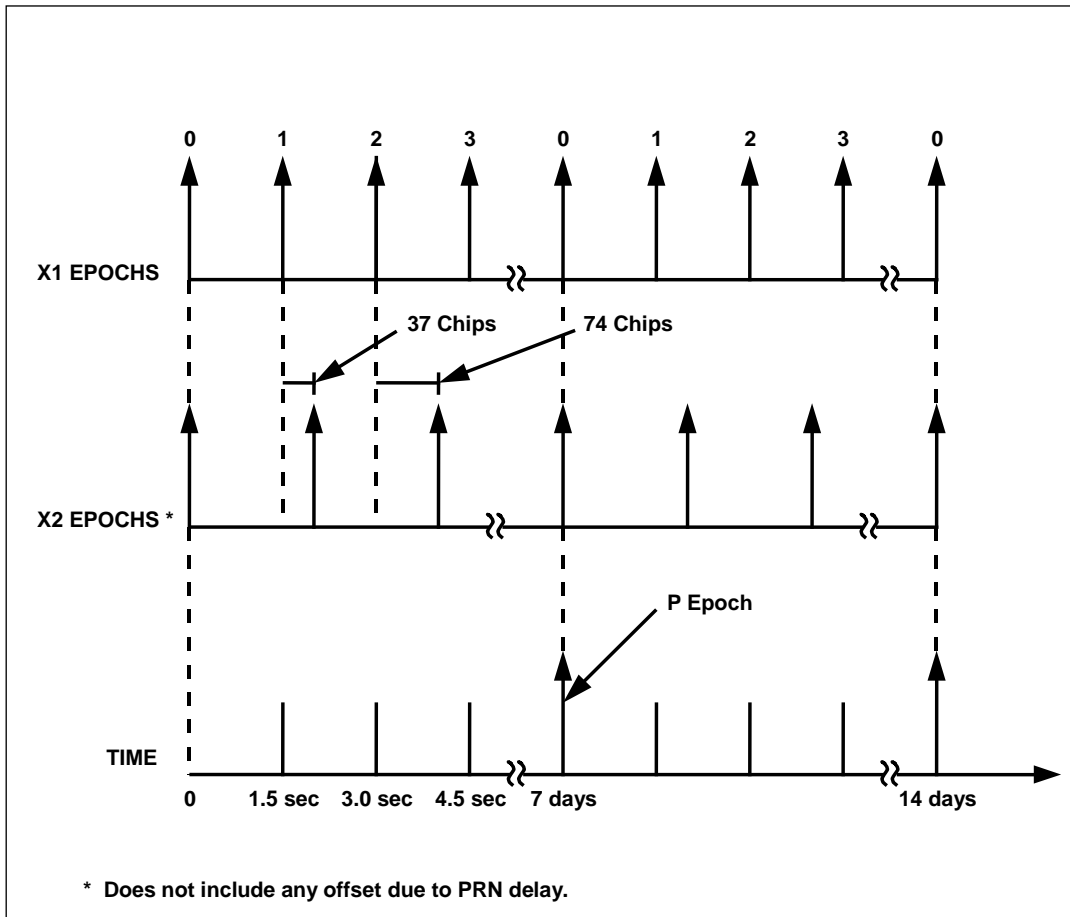 0 1 2 3 0 1 2 3 0
X1 EPOCHS
37 Chips 74 Chips
X2 EPOCHS *
P Epoch
TIME
0 1.5 sec 3.0 sec 4.5 sec 7 days 14 days
* Does not include any offset due to PRN delay.